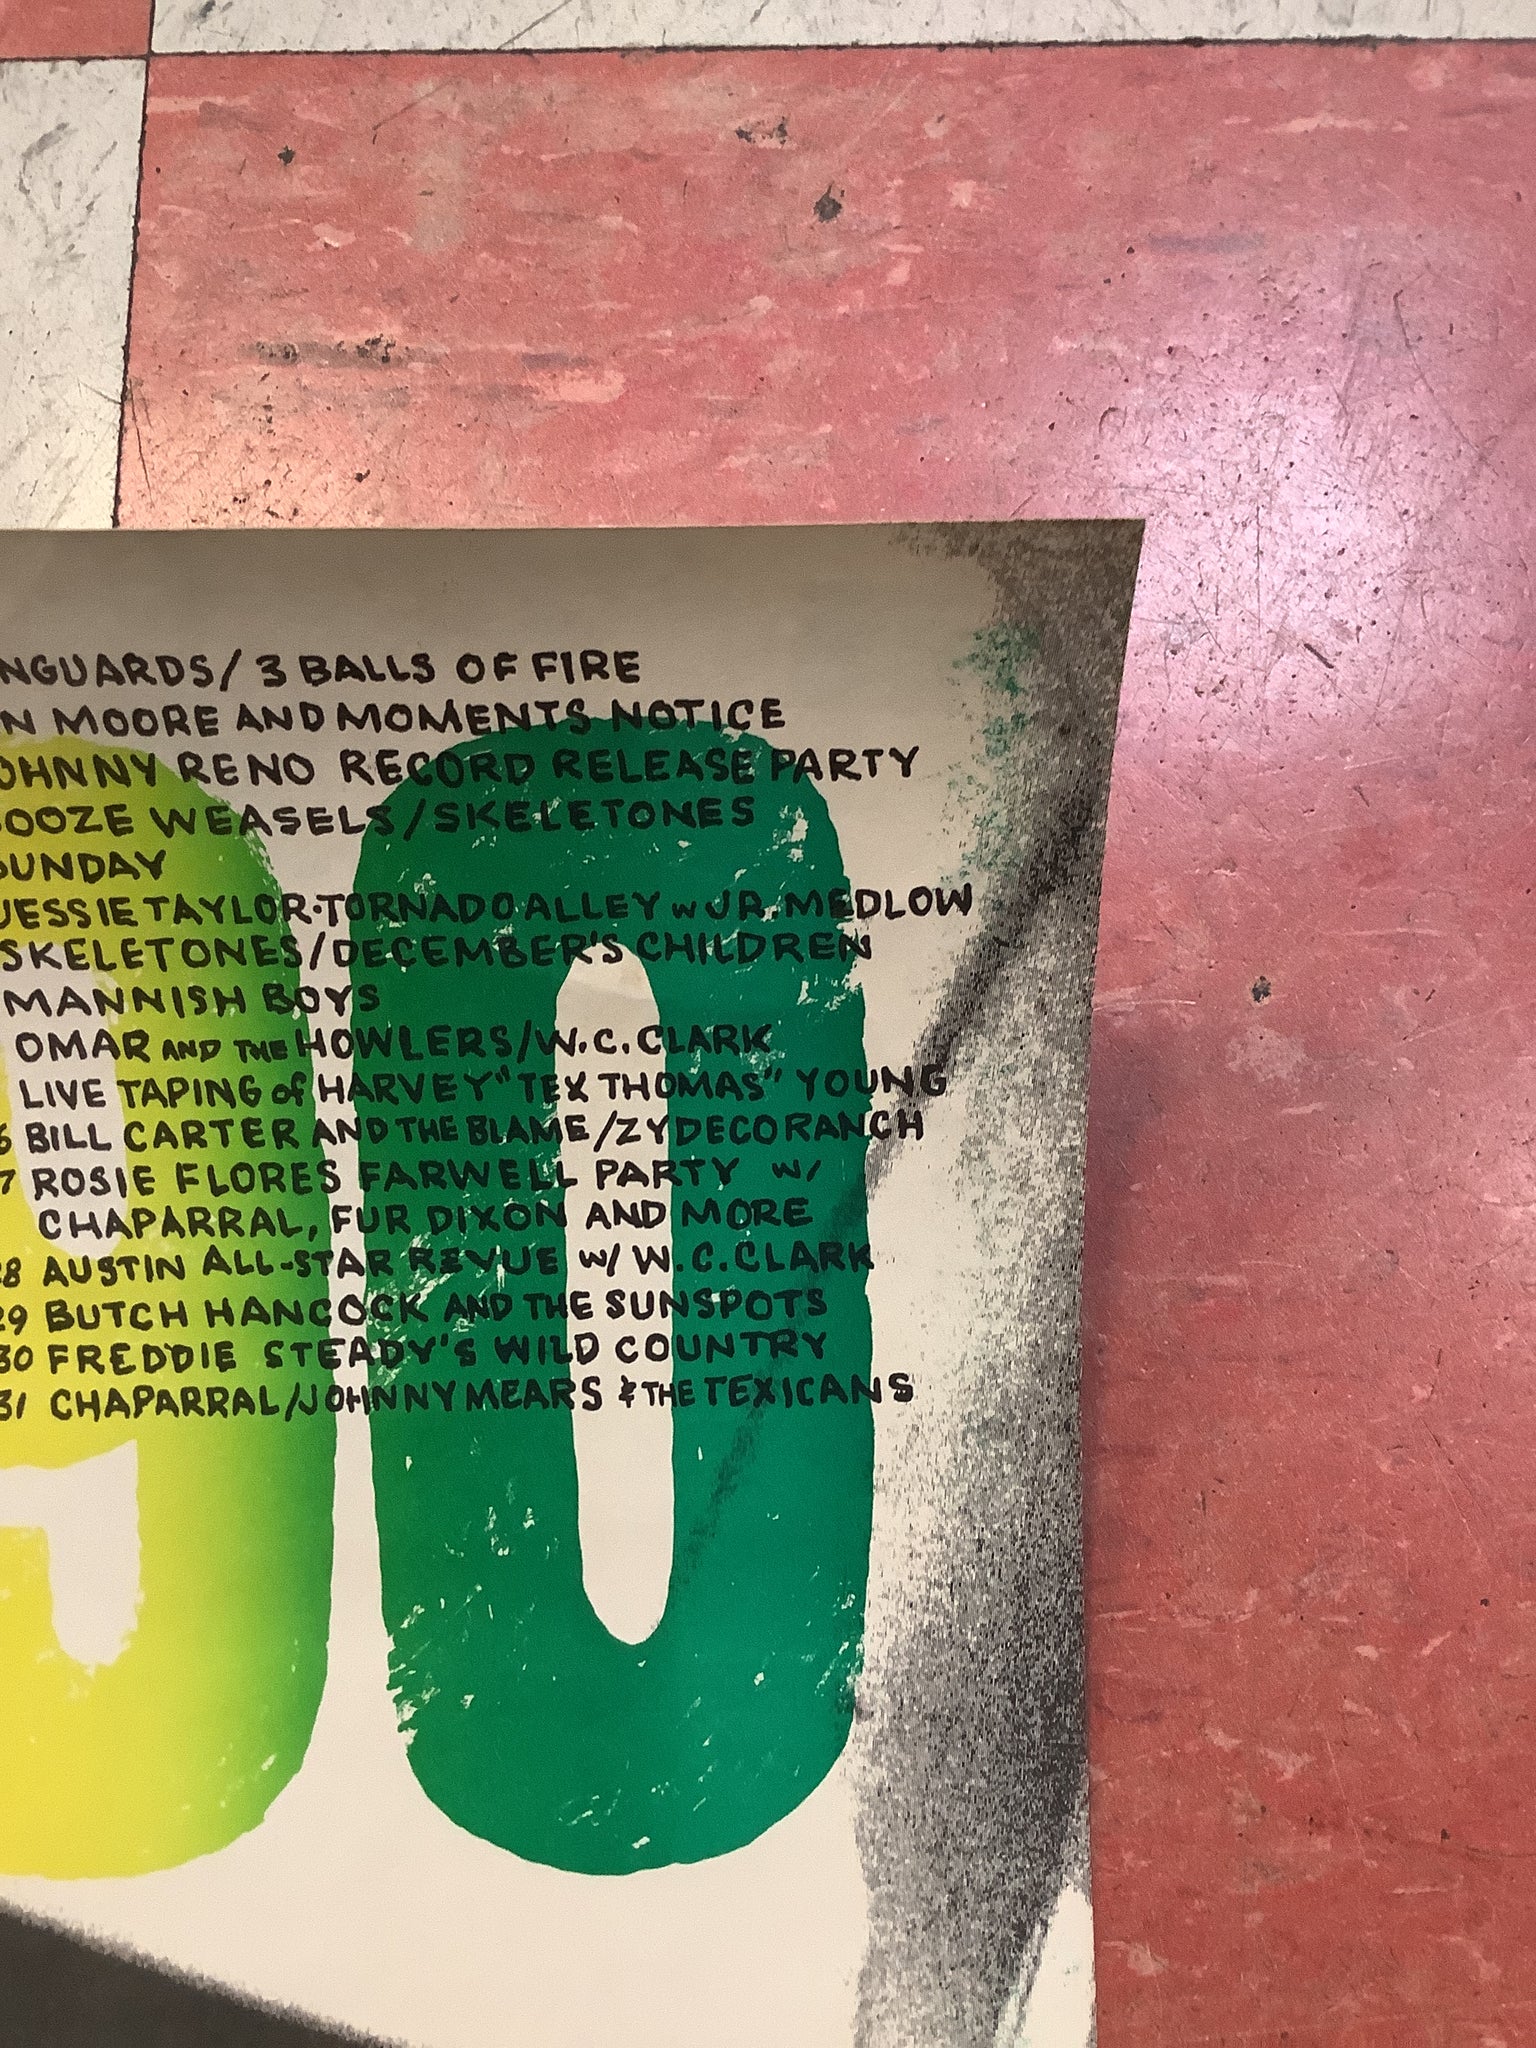 NGUARDS/3 BALLS OF FIRE
N MOORE AND MOMENTS NOTICE
OHNNY RENO RECORD RELEASE PARTY
OOZE WEASELS/SKELETONES
SUNDAY
JESSIE TAYLOR·TORNADO ALLEY w JR. MEDLOW
SKELETONES/DECEMBER'S CHILDREN
MANNISH BOYS
OMAR AND THE HOWLERS/W.C. CLARK
LIVE TAPING of HARVEY "TEX THOMAS" YOUNG
6 BILL CARTER AND THE BLAME/ZYDECO RANCH
7 ROSIE FLORES FARWELL PARTY W/
CHAPARRAL, FUR DIXON AND MORE
28 AUSTIN ALL-STAR REVUE W/ W.C. CLARK
29 BUTCH HANCOCK AND THE SUNSPOTS
30 FREDDIE STEADY'S WILD COUNTRY
31 CHAPARRAL/JOHNNY MEARS & THE TEXICANS
90